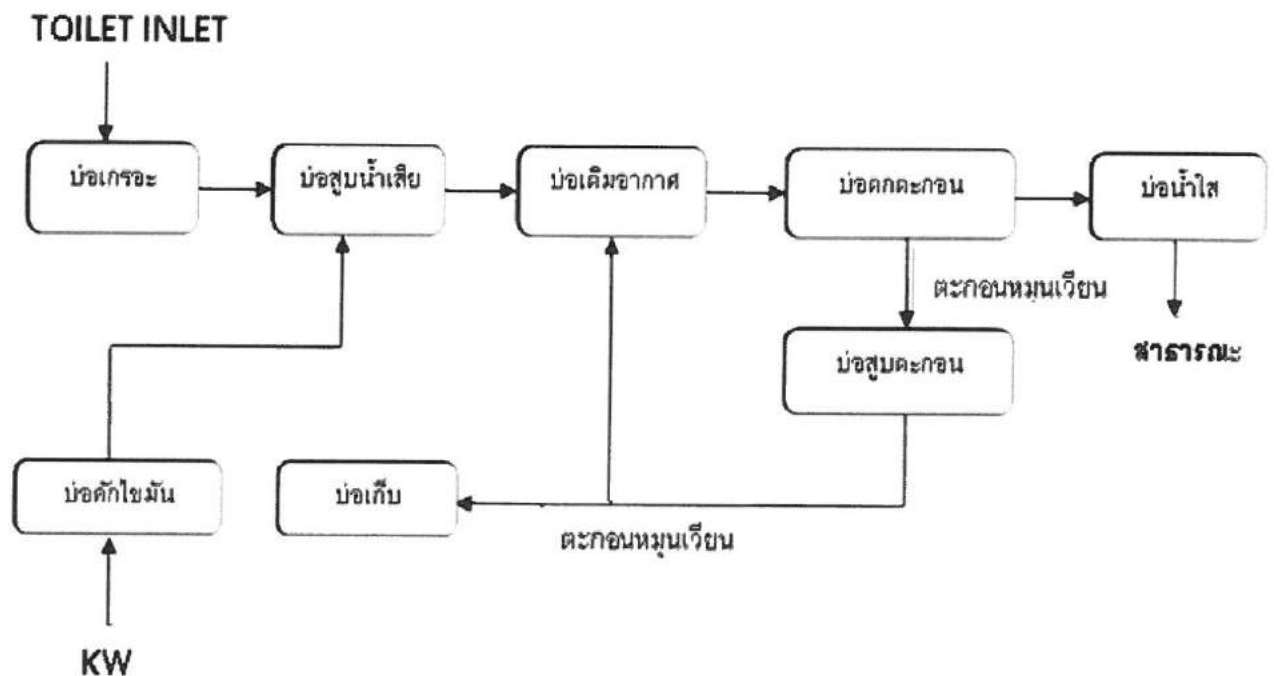 TOILET INLET
บ่อเกรอะ
บ่อสูบน้ำเสีย
บ่อเติมอากาศ
บ่อตกตะกอน
บ่อน้ำใส
ตะกอนหมุนเวียน
บ่อสูบตะกอน
สาธารณะ
บ่อดักไขมัน
บ่อเก็บ
ตะกอนหมุนเวียน
KW